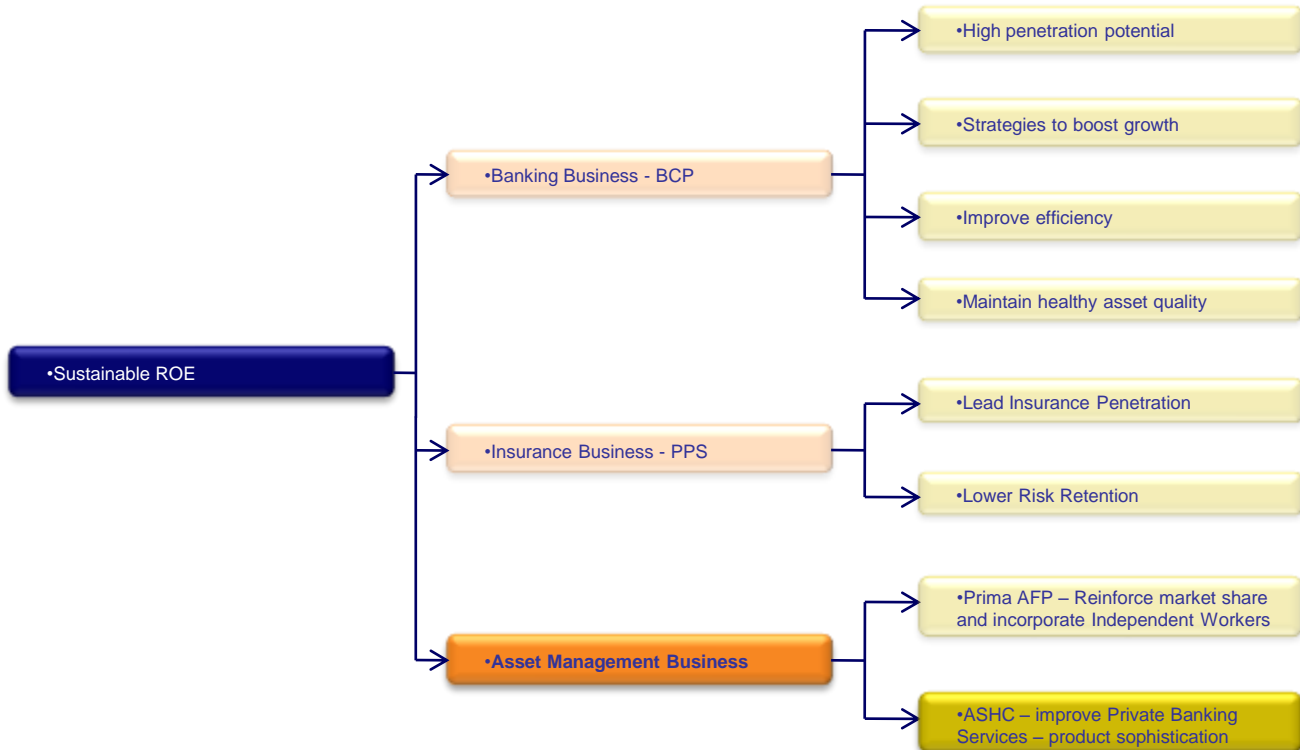 •Sustainable ROE
•Banking Business - BCP
•High penetration potential
•Strategies to boost growth
•Improve efficiency
•Maintain healthy asset quality
•Insurance Business - PPS
•Lead Insurance Penetration
•Lower Risk Retention
•Asset Management Business
•Prima AFP – Reinforce market share
and incorporate Independent Workers
•ASHC – improve Private Banking
Services – product sophistication